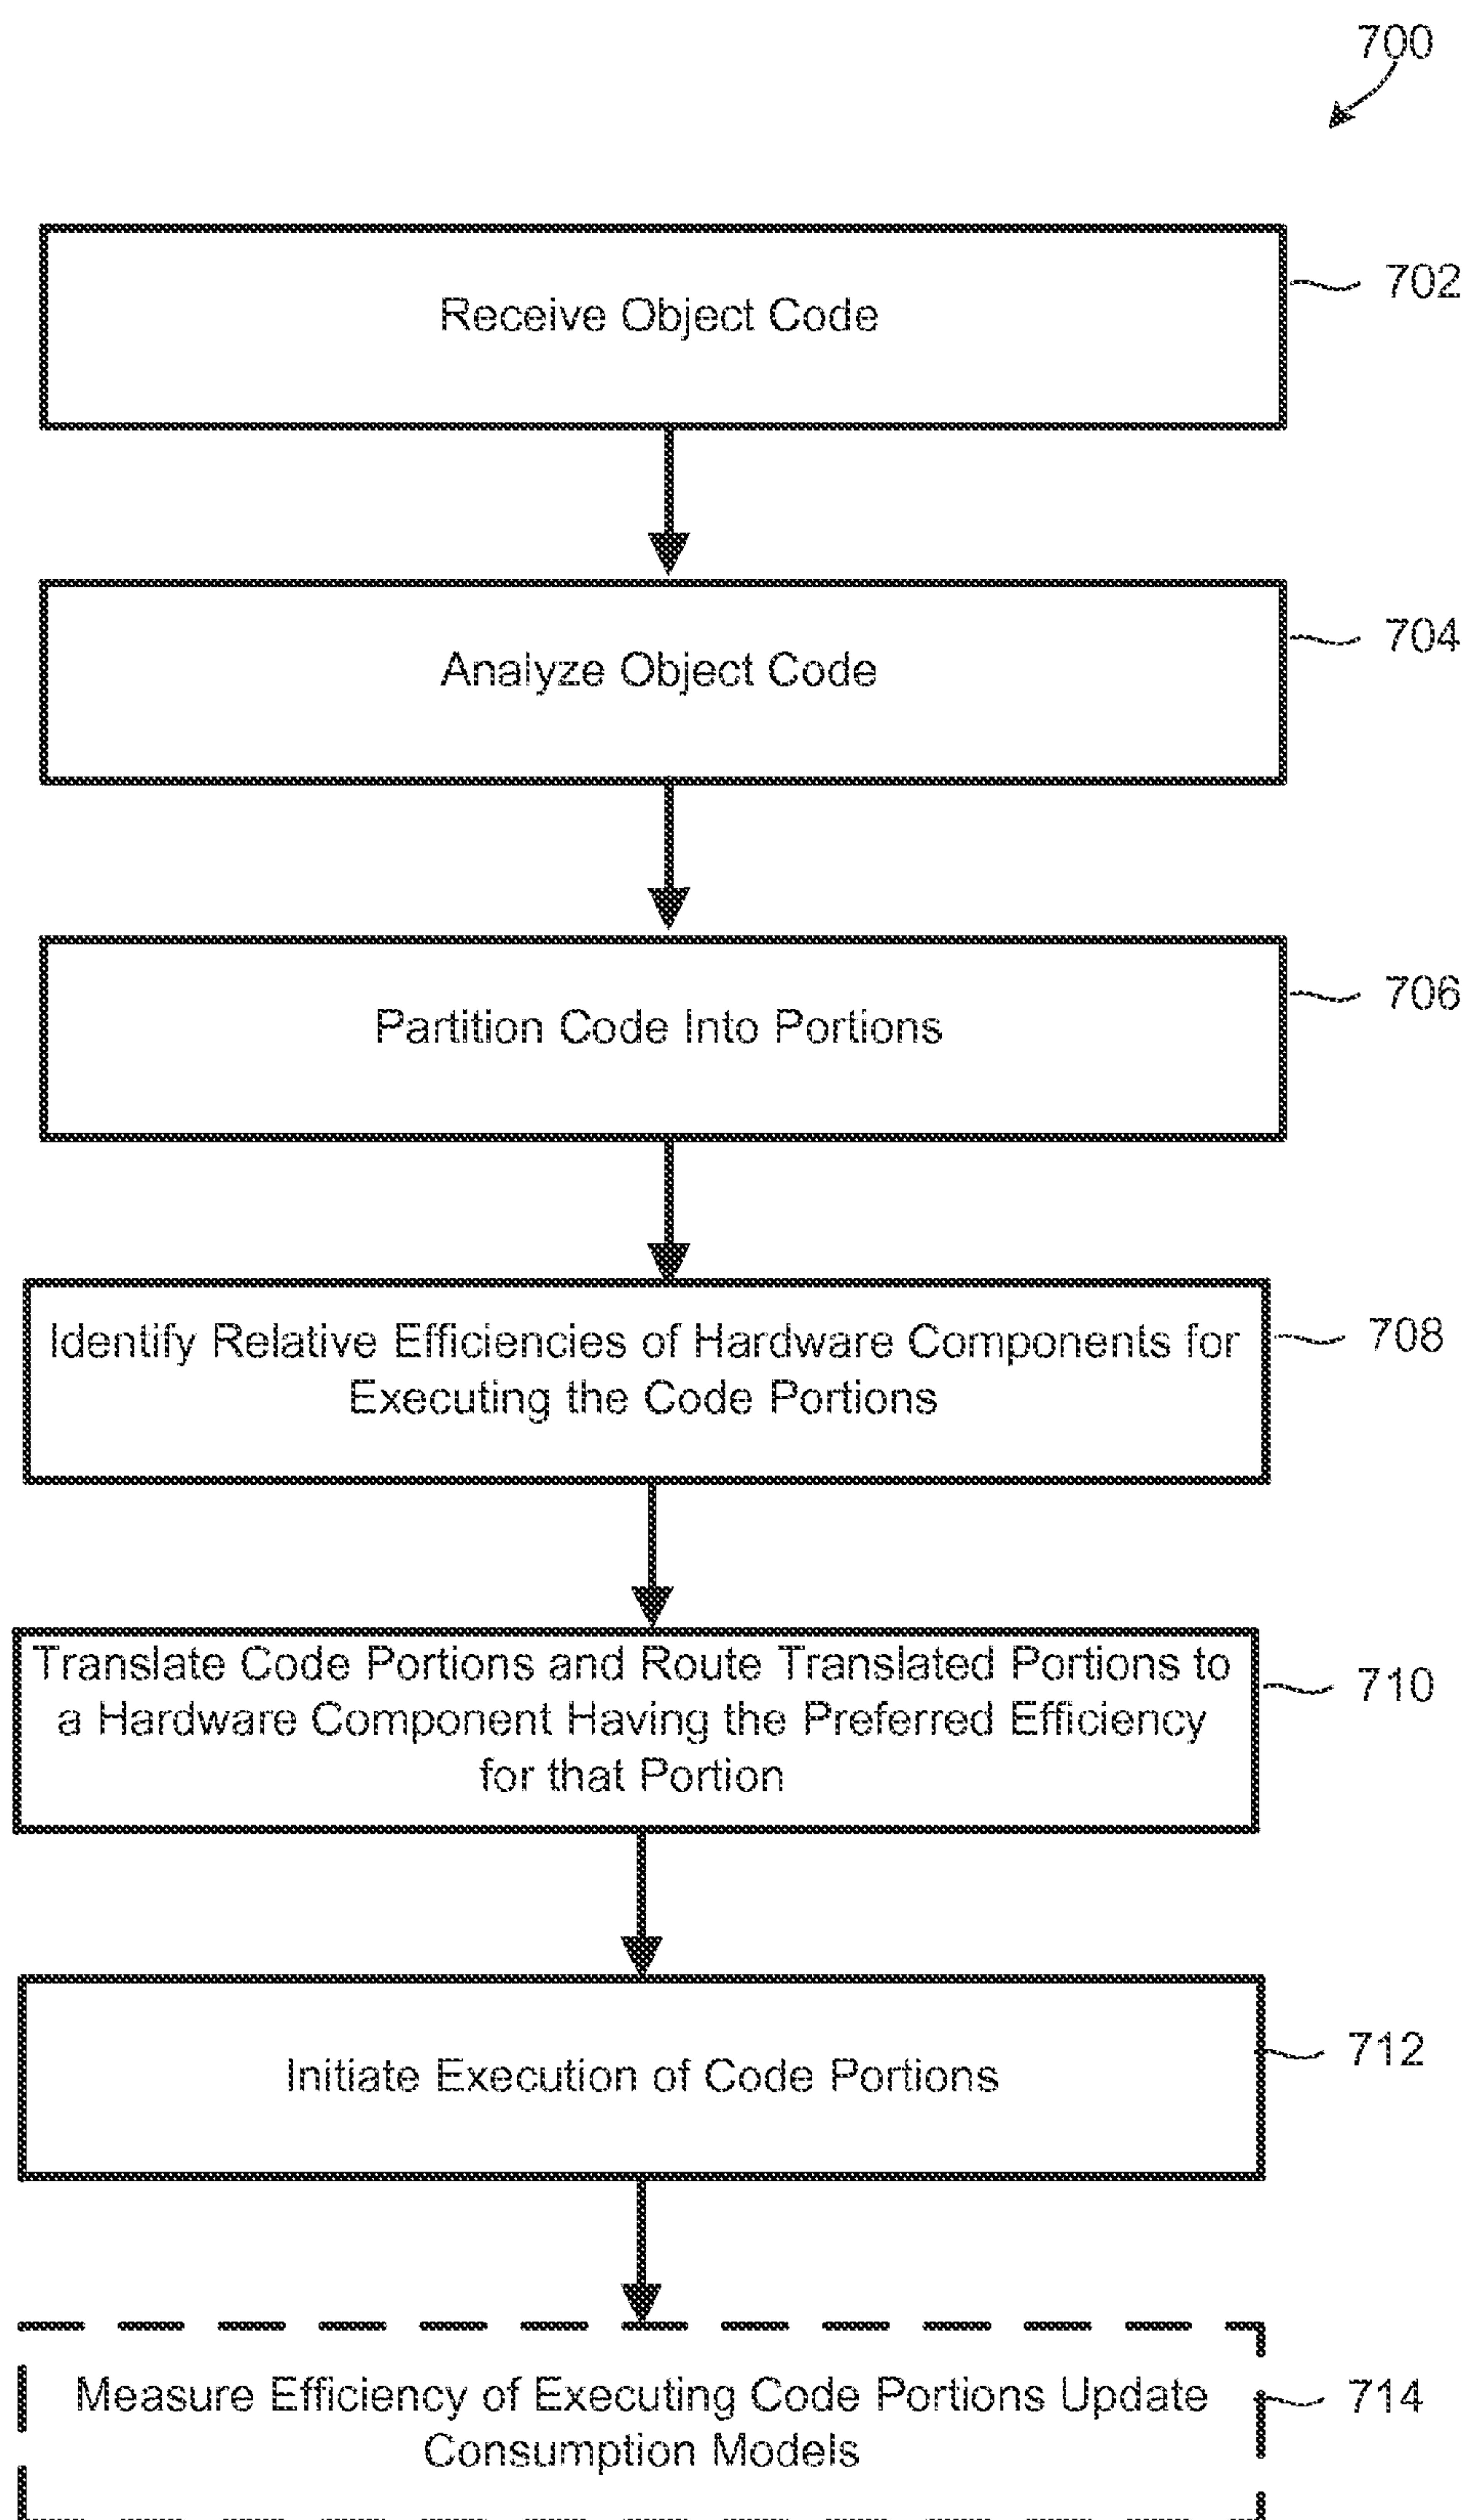 700
Receive Object Code
702
Analyze Object Code
704
Partition Code Into Portions
706
Identify Relative Efficiencies of Hardware Components for
Executing the Code Portions
708
Translate Code Portions and Route Translated Portions to
a Hardware Component Having the Preferred Efficiency
for that Portion
710
Initiate Execution of Code Portions
712
Measure Efficiency of Executing Code Portions Update
Consumption Models
714